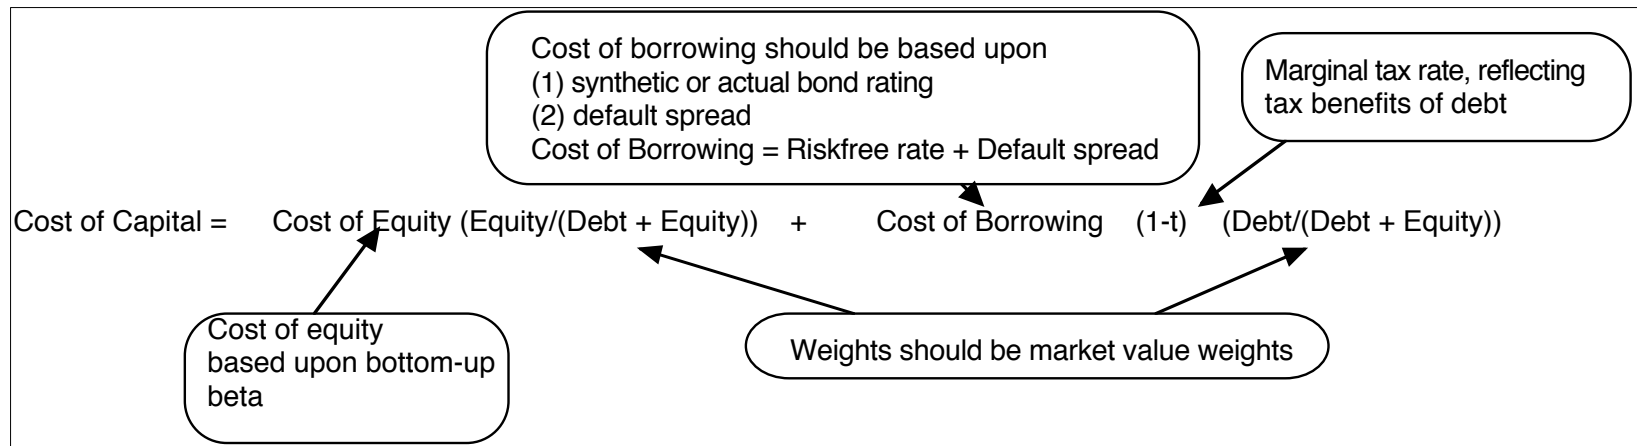 Cost of borrowing should be based upon
(1) synthetic or actual bond rating
(2) default spread
Cost of Borrowing = Riskfree rate + Default spread
Marginal tax rate, reflecting
tax benefits of debt
Cost of Capital = Cost of Equity (Equity/(Debt + Equity)) + Cost of Borrowing (1-t) (Debt/(Debt + Equity))
Cost of equity
based upon bottom-up
beta
Weights should be market value weights